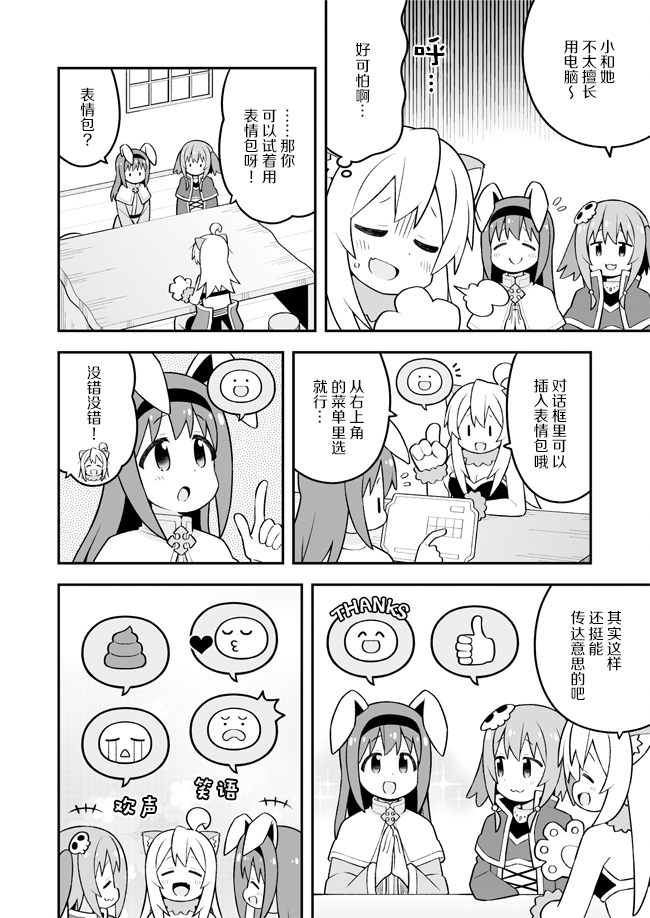 小和她
不太擅长
用电脑～
呼…
好可怕啊…
……那你
可以试着用
表情包呀！
表情包？
对话框里可以
插入表情包哦
从右上角
的菜单里选
就行…
没错没错！
其实这样
还挺能
传达意思的吧
THANKS
笑语
欢声